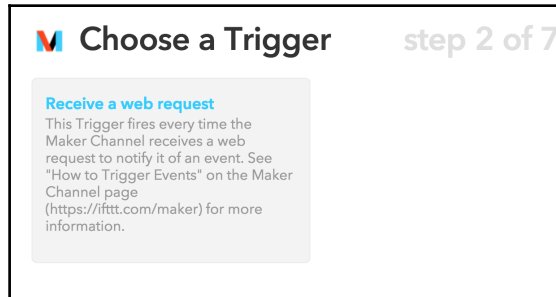 Choose a Trigger step 2 of 7
Receive a web request
This Trigger fires every time the
Maker Channel receives a web
request to notify it of an event. See
"How to Trigger Events" on the Maker
Channel page
(https://ifttt.com/maker) for more
information.